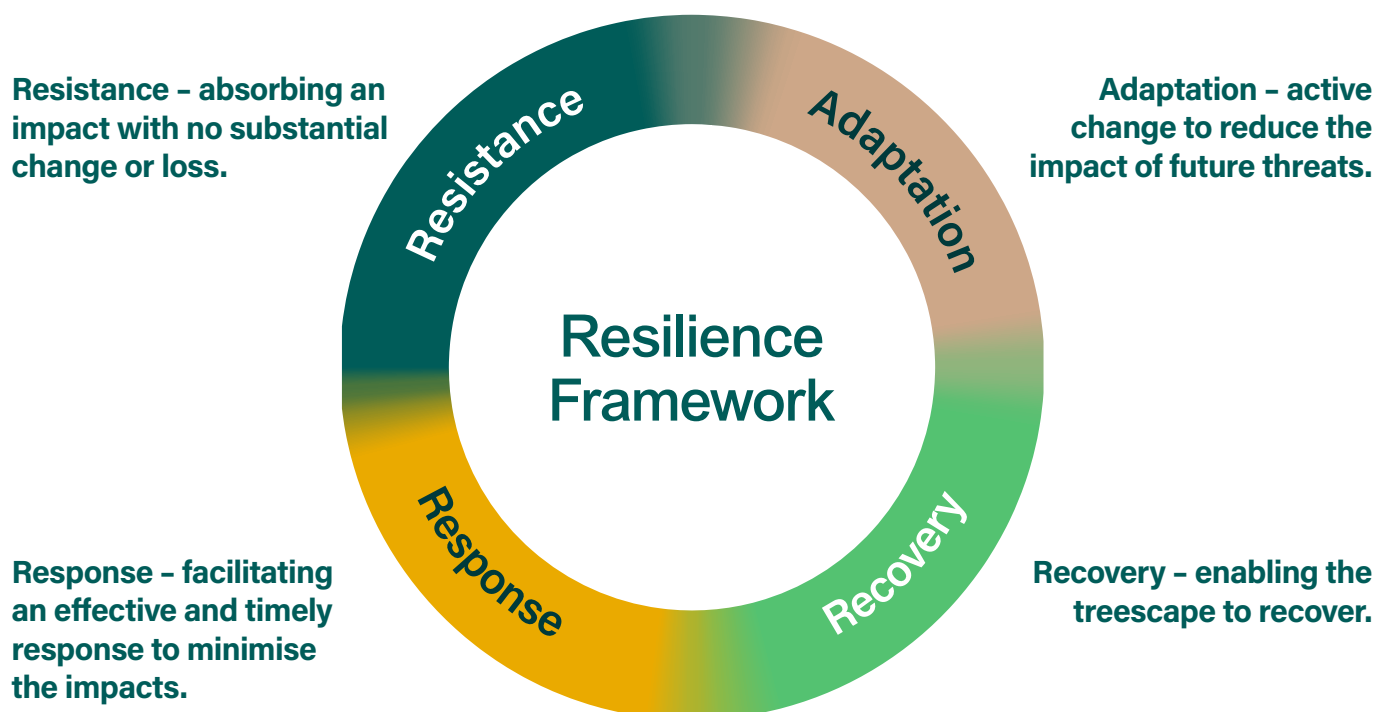 Resistance – absorbing an
impact with no substantial
change or loss.
Adaptation – active
change to reduce the
impact of future threats.
Resistance
Adaptation
Resilience
Framework
Response
Recovery
Response – facilitating
an effective and timely
response to minimise
the impacts.
Recovery – enabling the
treescape to recover.